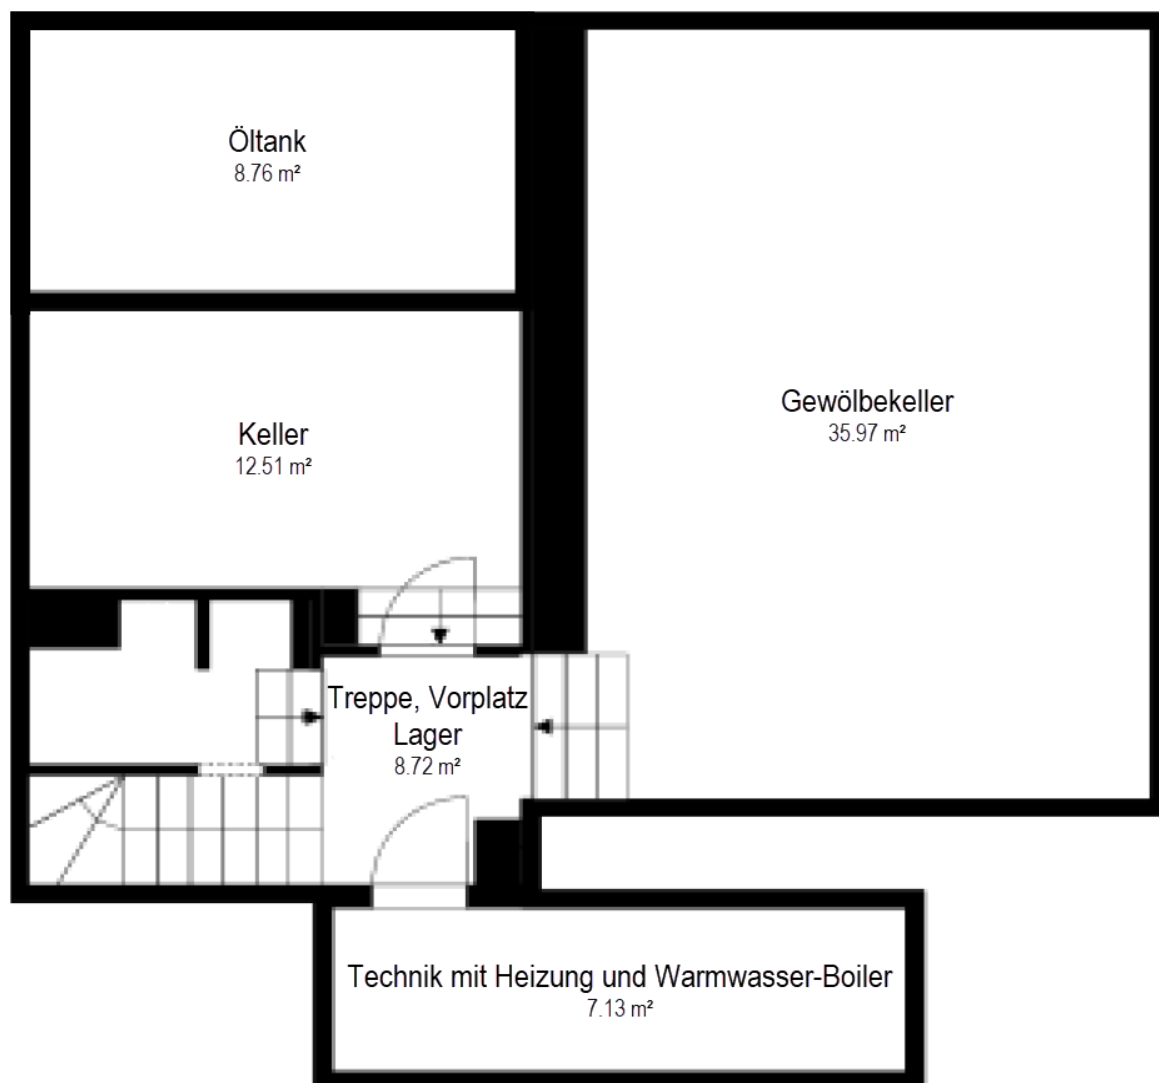 Öltank
8.76 m²
Gewölbekeller
35.97 m²
Keller
12.51 m²
Treppe, Vorplatz
Lager
8.72 m²
Technik mit Heizung und Warmwasser-Boiler
7.13 m²